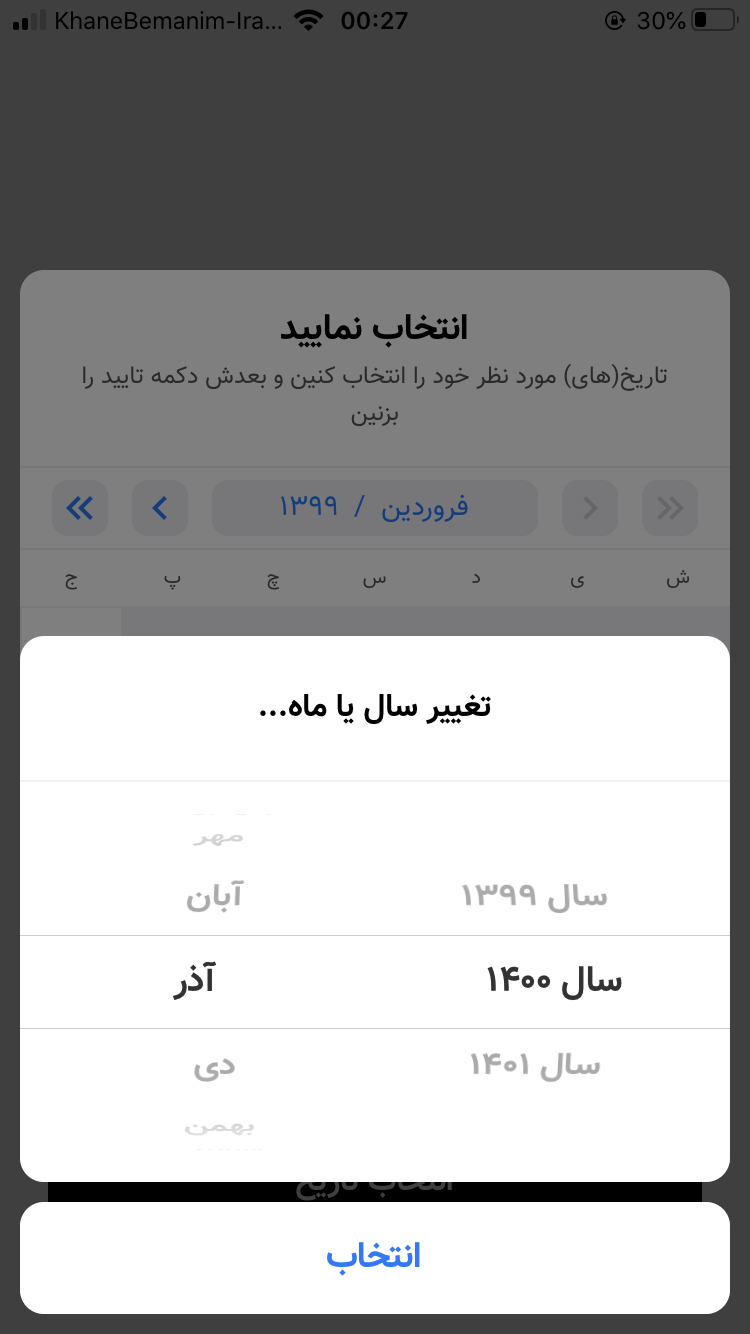 KhaneBemanim-Ira... 00:27 30%
انتخاب نمایید
تاریخ(های) مورد نظر خود را انتخاب کنین و بعدش دکمه تایید را
بزنین
فروردین / ۱۳۹۹
ش ی د س چ پ ج
تغییر سال یا ماه...
مهر
سال ۱۳۹۹ آبان
سال ۱۴۰۰ آذر
سال ۱۴۰۱ دی
بهمن
انتخاب تاریخ
انتخاب